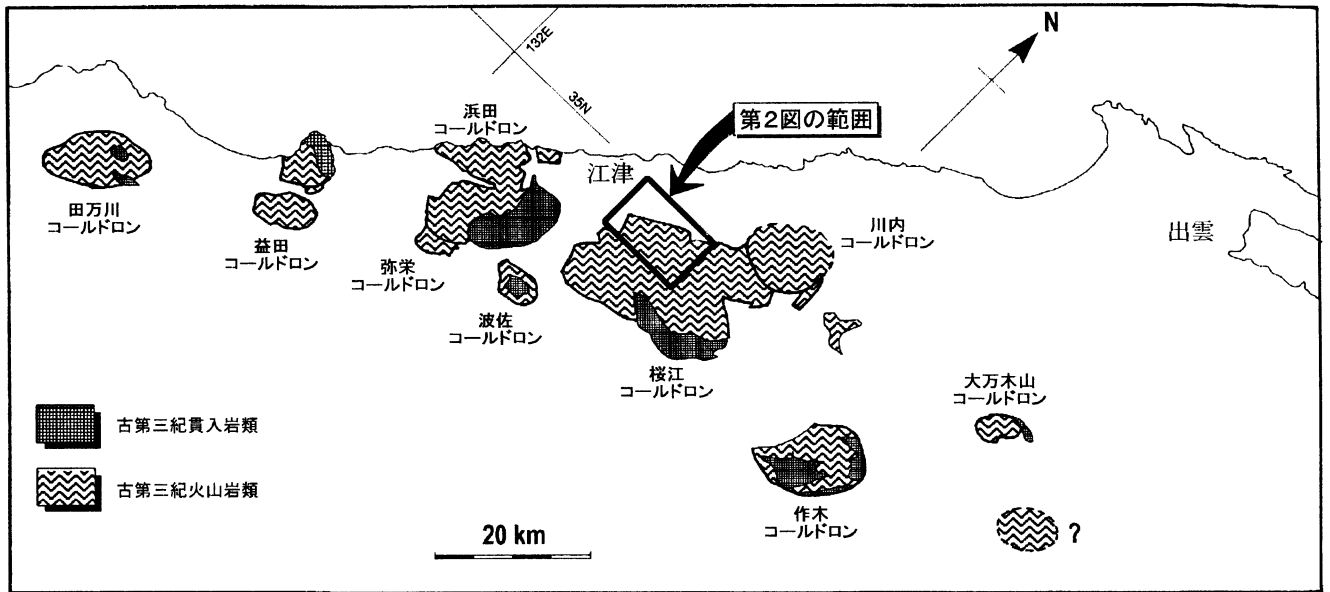 132E
35N
N
第2図の範囲
浜田
コールドロン
江津
田万川
コールドロン
益田
コールドロン
弥栄
コールドロン
波佐
コールドロン
川内
コールドロン
出雲
桜江
コールドロン
大万木山
コールドロン
古第三紀貫入岩類
古第三紀火山岩類
20 km
作木
コールドロン
?